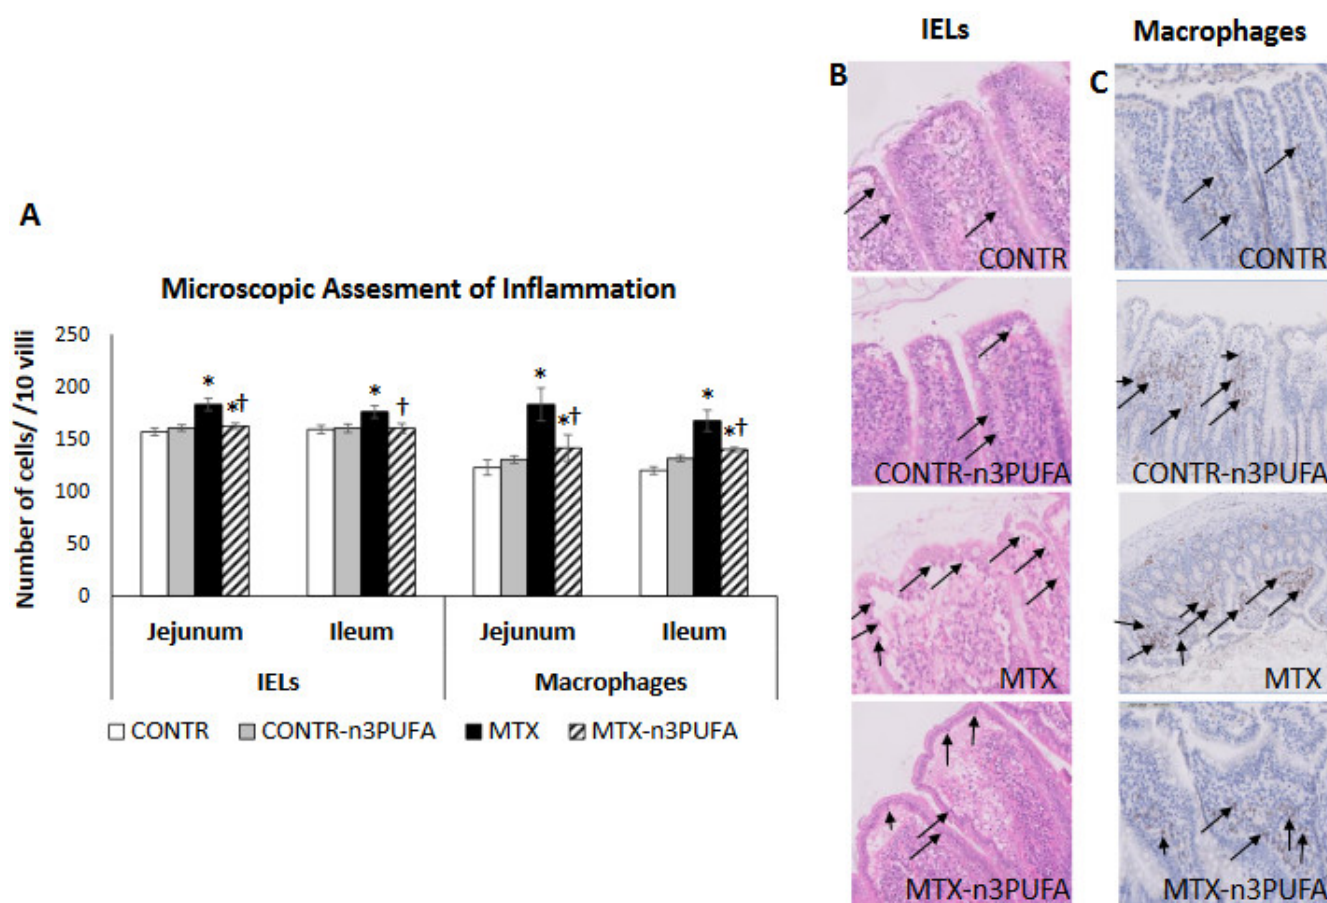 IELs
Macrophages
B
C
A
CONTR
CONTR
Microscopic Assesment of Inflammation
Number of cells/ /10 villi
250
200
150
100
50
0
*
*†
*
†
*
*†
*
*†
Jejunum
Ileum
Jejunum
Ileum
IELs
Macrophages
CONTR
CONTR-n3PUFA
MTX
MTX-n3PUFA
CONTR-n3PUFA
CONTR-n3PUFA
MTX
MTX
MTX-n3PUFA
MTX-n3PUFA